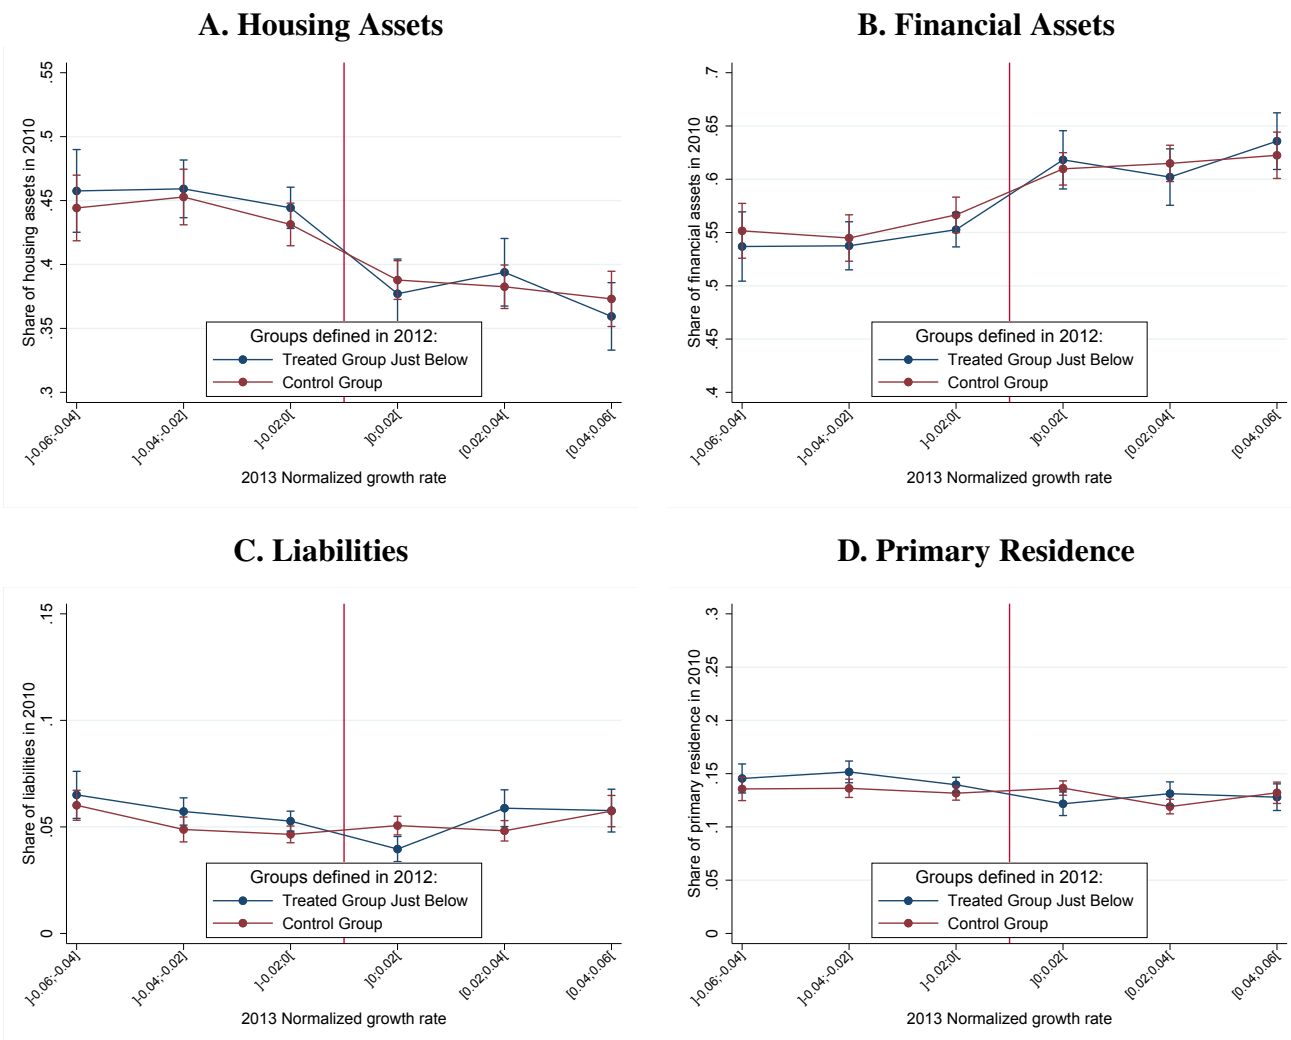 A. Housing Assets
Share of housing assets in 2010
.55
.5
.45
.4
.35
.3
Groups defined in 2012:
Treated Group Just Below
Control Group
]-0.06;-0.04]
]-0.04;-0.02]
]-0.02;0[
]0;0.02[
[0.02;0.04[
[0.04;0.06[
2013 Normalized growth rate
B. Financial Assets
Share of financial assets in 2010
.7
.65
.6
.55
.5
.45
.4
Groups defined in 2012:
Treated Group Just Below
Control Group
]-0.06;-0.04]
]-0.04;-0.02]
]-0.02;0[
]0;0.02[
[0.02;0.04[
[0.04;0.06[
2013 Normalized growth rate
C. Liabilities
Share of liabilities in 2010
.15
.1
.05
0
Groups defined in 2012:
Treated Group Just Below
Control Group
]-0.06;-0.04]
]-0.04;-0.02]
]-0.02;0[
]0;0.02[
[0.02;0.04[
[0.04;0.06[
2013 Normalized growth rate
D. Primary Residence
Share of primary residence in 2010
.3
.25
.2
.15
.1
.05
0
Groups defined in 2012:
Treated Group Just Below
Control Group
]-0.06;-0.04]
]-0.04;-0.02]
]-0.02;0[
]0;0.02[
[0.02;0.04[
[0.04;0.06[
2013 Normalized growth rate